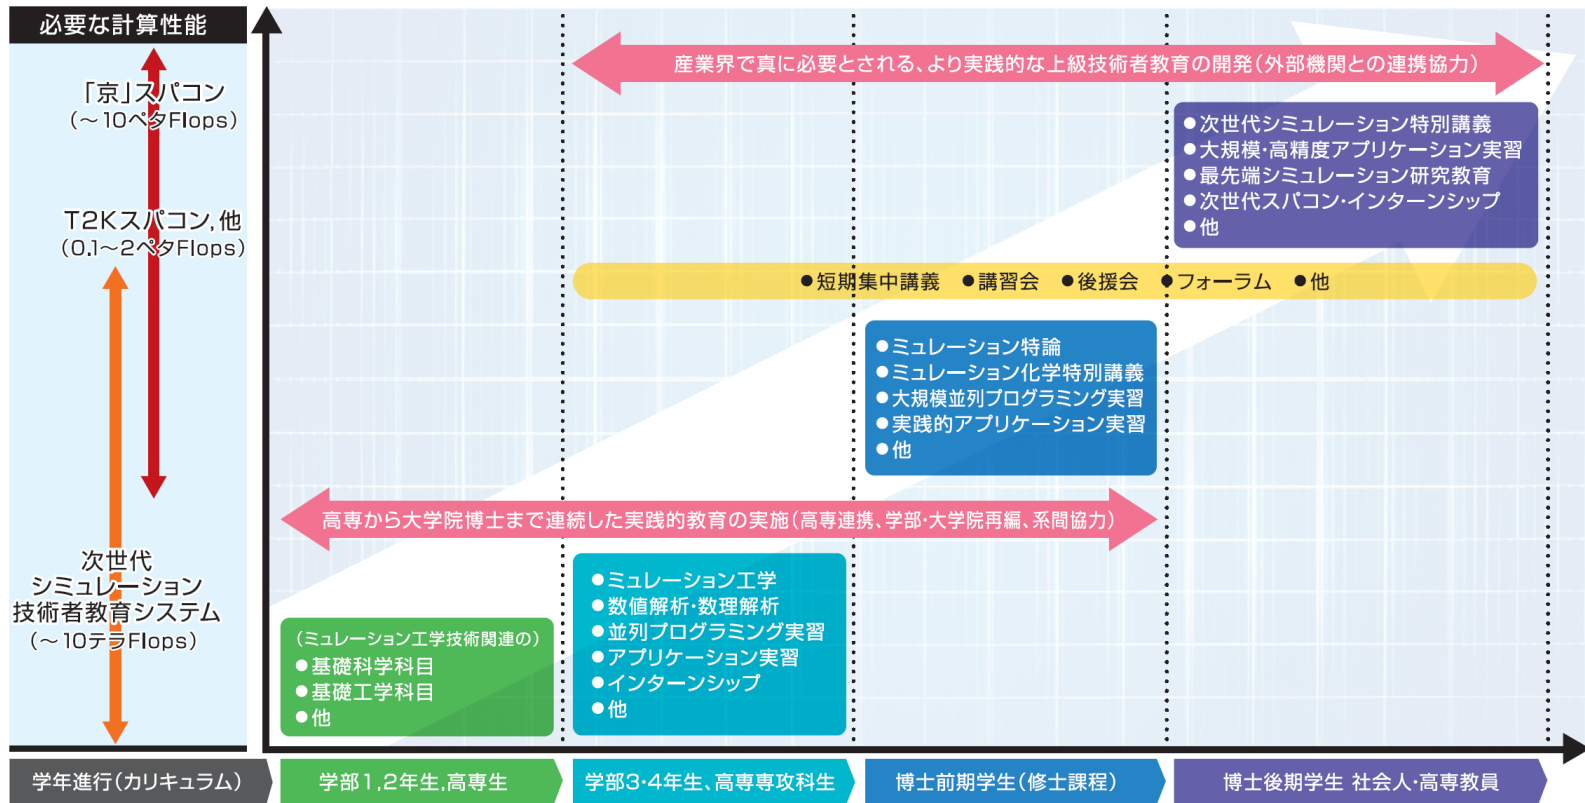 必要な計算性能
「京」スパコン
(~10ペタFlops)
T2Kスパコン,他
(0.1~2ペタFlops)
次世代
シミュレーション
技術者教育システム
(~10テラFlops)
産業界で真に必要とされる、より実践的な上級技術者教育の開発(外部機関との連携協力)
●次世代シミュレーション特別講義
●大規模・高精度アプリケーション実習
●最先端シミュレーション研究教育
●次世代スパコン・インターンシップ
●他
●短期集中講義 ●講習会 ●後援会 ●フォーラム ●他
●ミュレーション特論
●ミュレーション化学特別講義
●大規模並列プログラミング実習
●実践的アプリケーション実習
●他
高専から大学院博士まで連続した実践的教育の実施(高専連携、学部・大学院再編、系間協力)
●ミュレーション工学
●数値解析・数理解析
●並列プログラミング実習
●アプリケーション実習
●インターンシップ
●他
(ミュレーション工学技術関連の)
●基礎科学科目
●基礎工学科目
●他
学年進行(カリキュラム)
学部1,2年生,高専生
学部3・4年生、高専専攻科生
博士前期学生(修士課程)
博士後期学生 社会人・高専教員